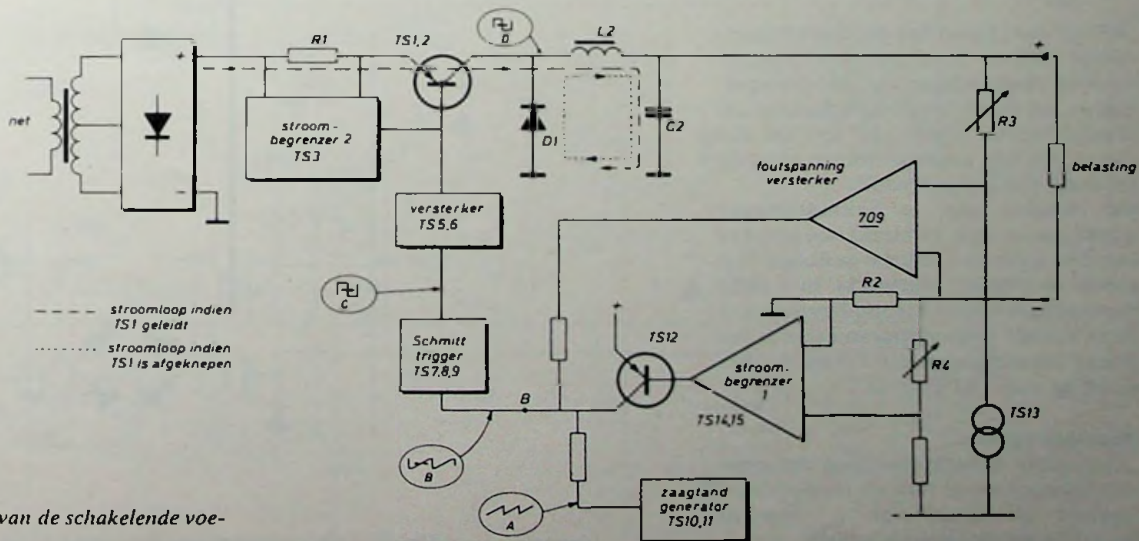 net
+
-
R1
stroom-
begrenzer 2
TS3
TS1,2
D
L2
D1
C2
+
R3
belasting
foutspanning
versterker
709
versterker
TS5,6
C
Schmitt
trigger
TS7,8,9
stroomloop indien
TS1 geleidt
stroomloop indien
TS1 is afgeknepen
R2
-
+
TS12
stroom-
begrenzer
1
TS14,15
R4
TS13
B
B
A
zaagtand
generator
TS10,11
-
van de schakelende voe-